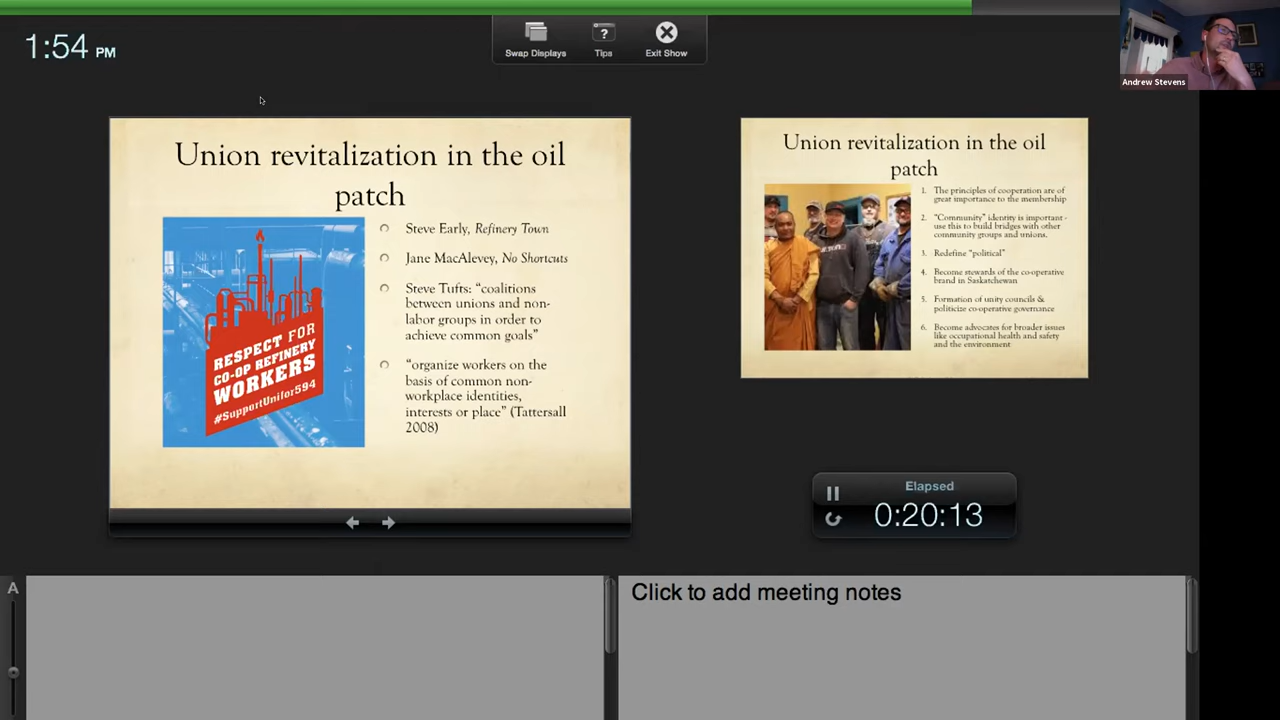 1:54 PM
Swap Displays
Tips
Exit Show
Andrew Stevens
Union revitalization in the oil
patch
RESPECT FOR
CO-OP REFINERY
WORKERS
#SupportUnifor594
Steve Early, Refinery Town
Jane MacAlevey, No Shortcuts
Steve Tufts: “coalitions
between unions and non-
labor groups in order to
achieve common goals”
“organize workers on the
basis of common non-
workplace identities,
interests or place” (Tattersall
2008)
Union revitalization in the oil
patch
1. The principles of cooperation are of
great importance to the membership
2. “Community” identity is important -
use this to build bridges with other
community groups and unions.
3. Redefine “political”
4. Become stewards of the co-operative
brand in Saskatchewan
5. Formation of unity councils &
politicize co-operative governance
6. Become advocates for broader issues
like occupational health and safety
and the environment
Elapsed
0:20:13
A
Click to add meeting notes